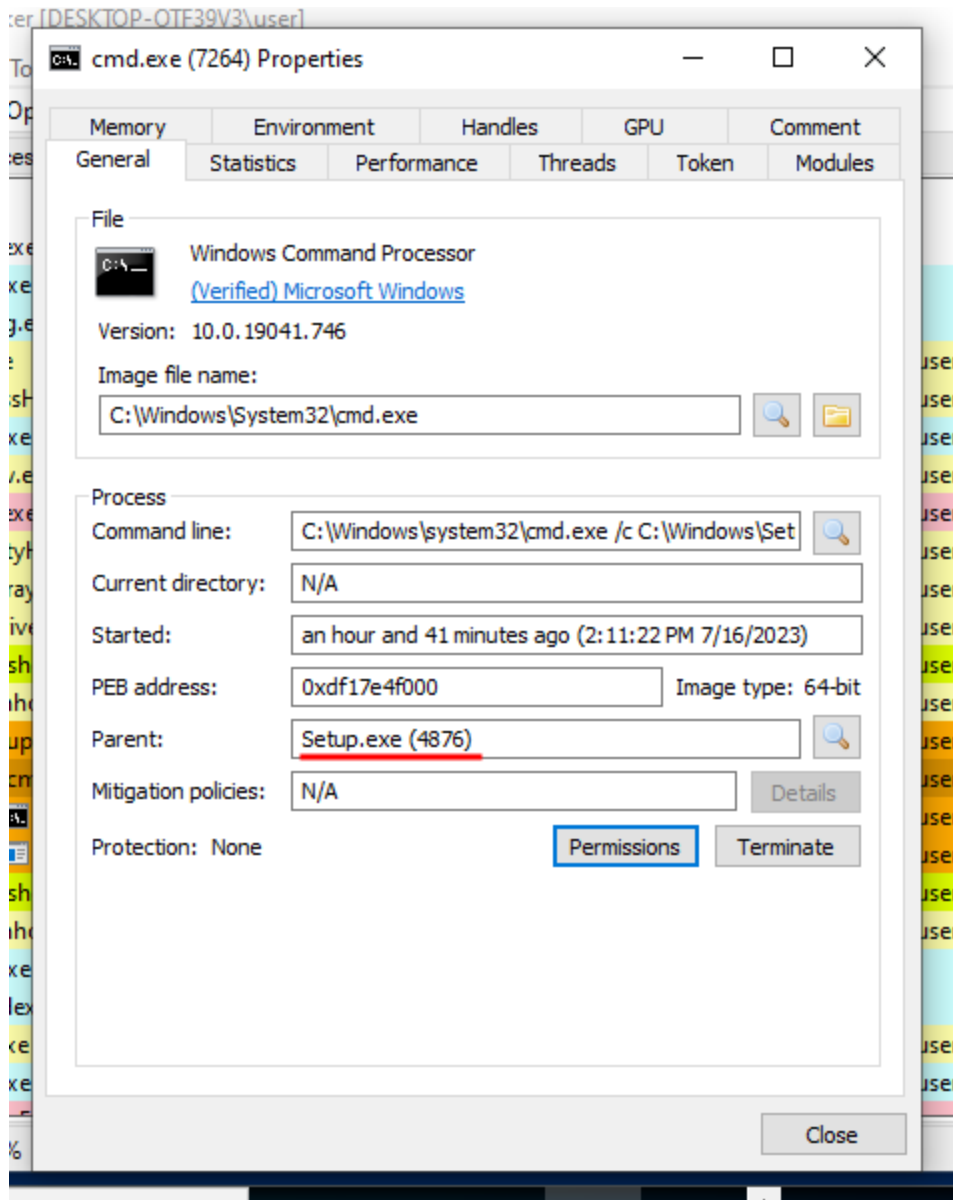 ker [DESKTOP-OTF39V3\user]
cmd.exe (7264) Properties
Memory Environment Handles GPU Comment
General Statistics Performance Threads Token Modules
File
Windows Command Processor
(Verified) Microsoft Windows
Version: 10.0.19041.746
Image file name:
C:\Windows\System32\cmd.exe
Process
Command line: C:\Windows\system32\cmd.exe /c C:\Windows\Set
Current directory: N/A
Started: an hour and 41 minutes ago (2:11:22 PM 7/16/2023)
PEB address: 0xdf17e4f000 Image type: 64-bit
Parent: Setup.exe (4876)
Mitigation policies: N/A Details
Protection: None Permissions Terminate
Close